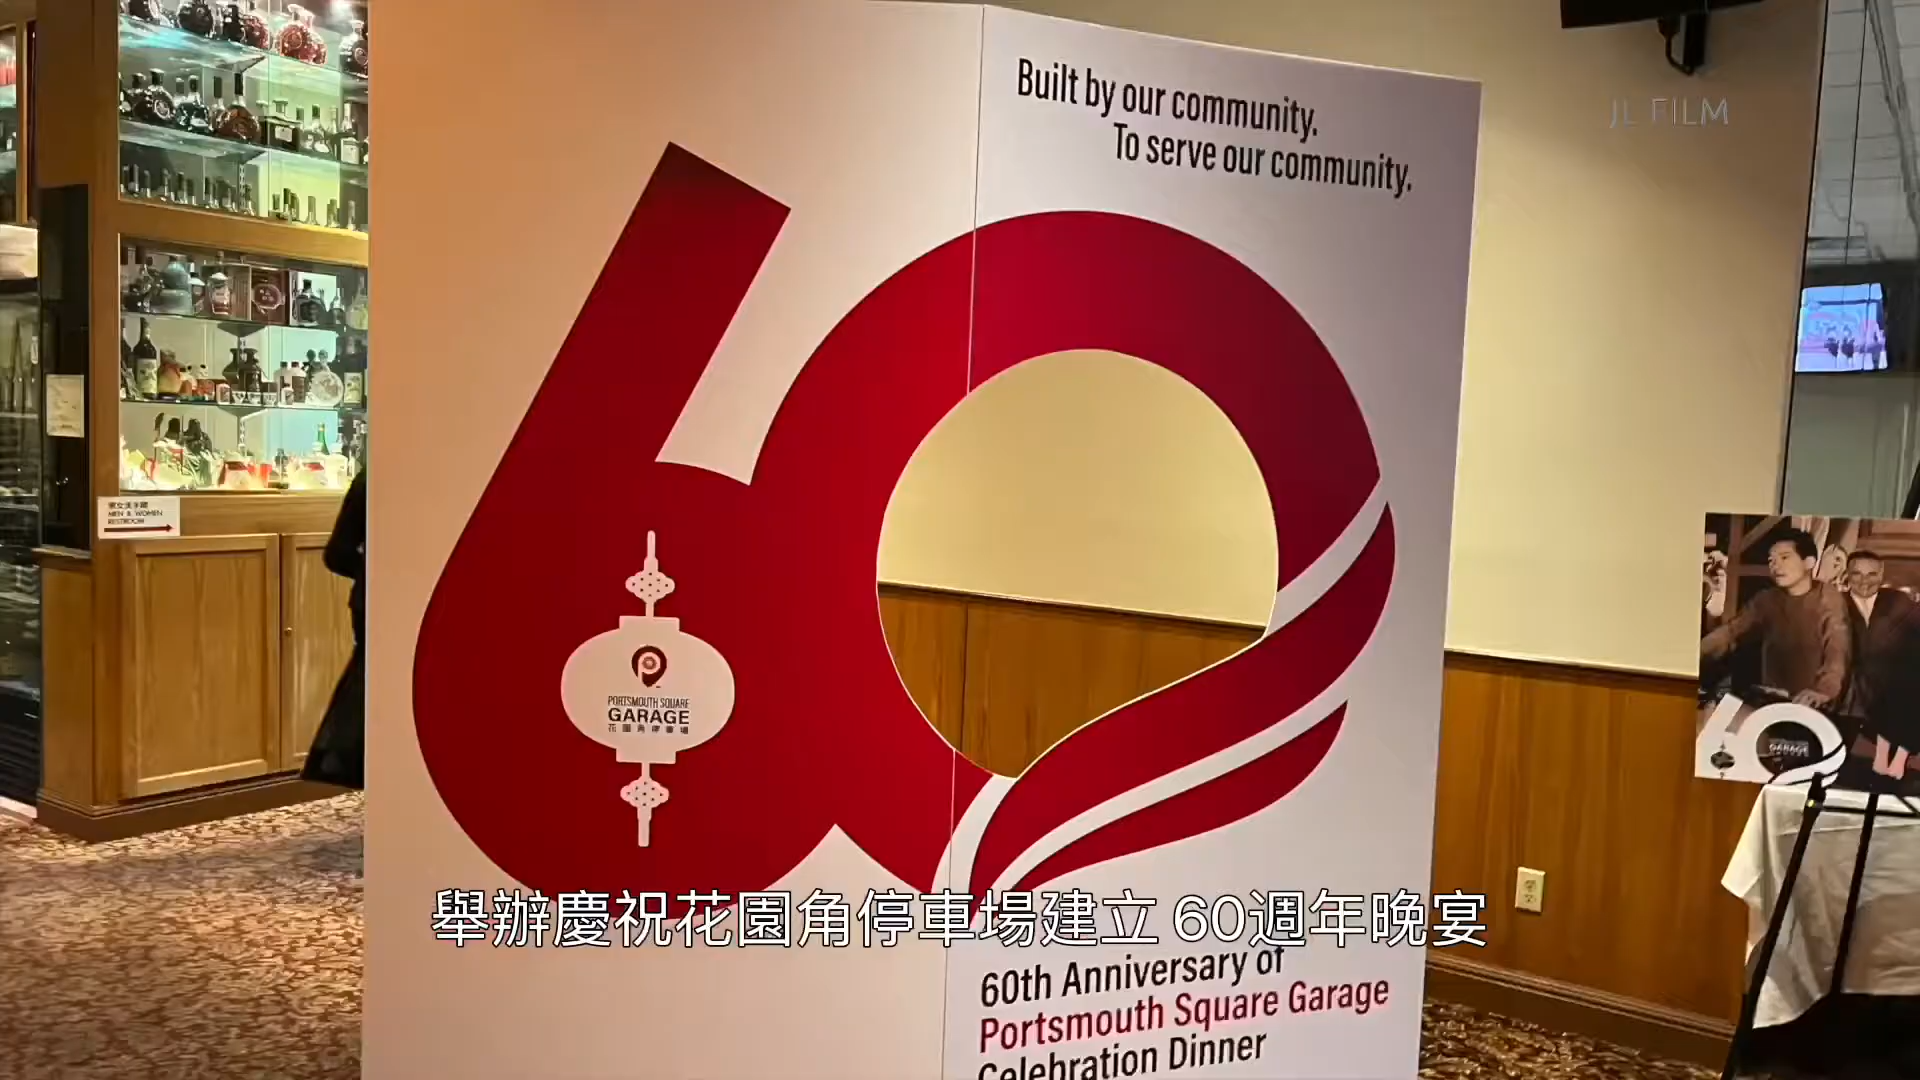 Built by our community.
To serve our community.
JL FILM
男女洗手間
MEN & WOMEN
RESTROOM
PORTSMOUTH SQUARE
GARAGE
花園角停車場
GARAGE
舉辦慶祝花園角停車場建立 60週年晚宴
60th Anniversary of
Portsmouth Square Garage
Celebration Dinner